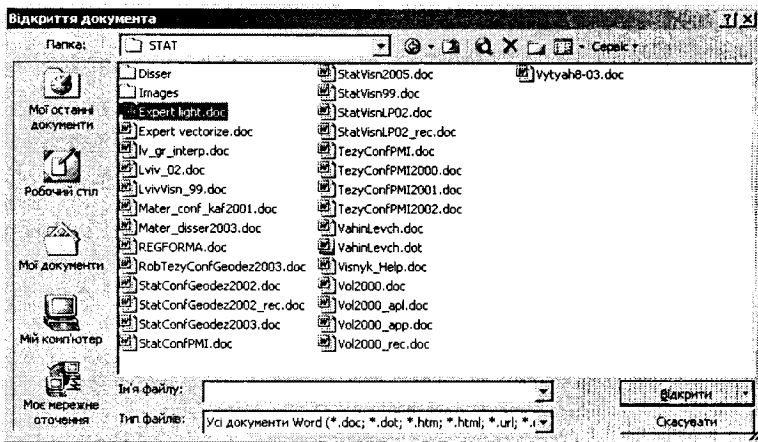 Відкриття документа
Папка: STAT Сервіс
Мої останні документи
Робочий стіл
Мої документи
Мій комп'ютер
Моє мережне оточення
Disser
Images
Expert light.doc
Expert vectorize.doc
lv_gr_interp.doc
Lviv_02.doc
LvivVisn_99.doc
Mater_conf_kaf2001.doc
Mater_disser2003.doc
REGFORMA.doc
RobTezyConfGeodez2003.doc
StatConfGeodez2002.doc
StatConfGeodez2002_rec.doc
StatConfGeodez2003.doc
StatConfPMI.doc
StatVisn2005.doc
StatVisn99.doc
StatVisnLP02.doc
StatVisnLP02_rec.doc
TezyConfPMI.doc
TezyConfPMI2000.doc
TezyConfPMI2001.doc
TezyConfPMI2002.doc
VahinLevch.doc
VahinLevch.dot
Visnyk_Help.doc
Vol2000.doc
Vol2000_apl.doc
Vol2000_app.doc
Vol2000_rec.doc
Vytyah8-03.doc
Ім'я файлу:
Відкрити
Тип файлів: Усі документи Word (*.doc; *.dot; *.htm; *.html; *.url; *.
Скасувати